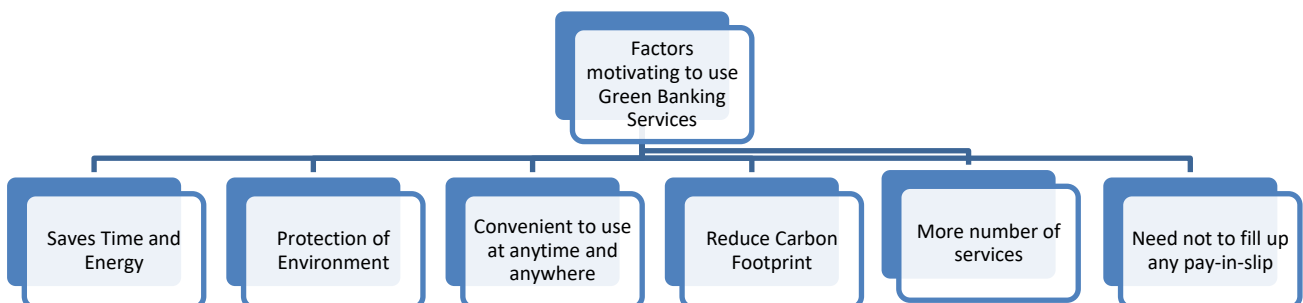 Factors
motivating to use
Green Banking
Services
Saves Time and
Energy
Protection of
Environment
Convenient to use
at anytime and
anywhere
Reduce Carbon
Footprint
More number of
services
Need not to fill up
any pay-in-slip